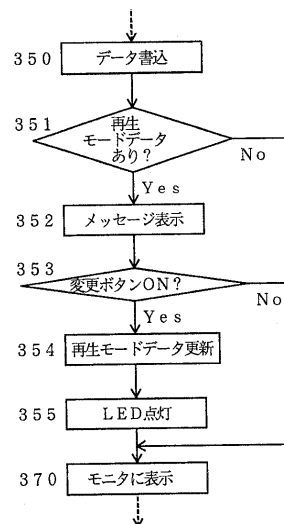 350 データ書込
351 再生
モードデータ
あり?
No
Yes
352 メッセージ表示
353 変更ボタンON?
No
Yes
354 再生モードデータ更新
355 LED点灯
370 モニタに表示